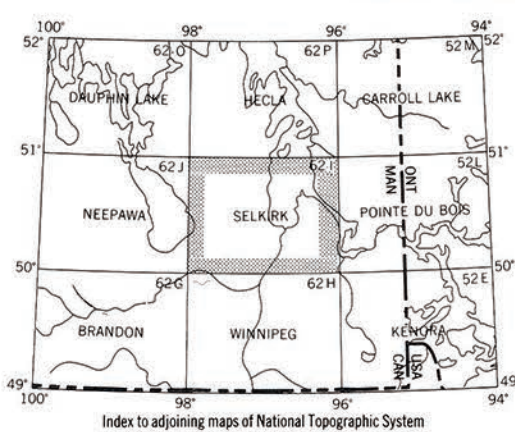 100° 98° 96° 94°
52° 62 O 62 P 52 M 52°
DAUPHIN LAKE HECLA CARROLL LAKE
51° 62 J 62 I 52 L 51°
MAN ONT
NEEPAWA SELKIRK POINTE DU BOIS
50° 62 G 62 H 52 E 50°
BRANDON WINNIPEG KENORA
CAN USA
49° 49°
100° 98° 96° 94°
Index to adjoining maps of National Topographic System